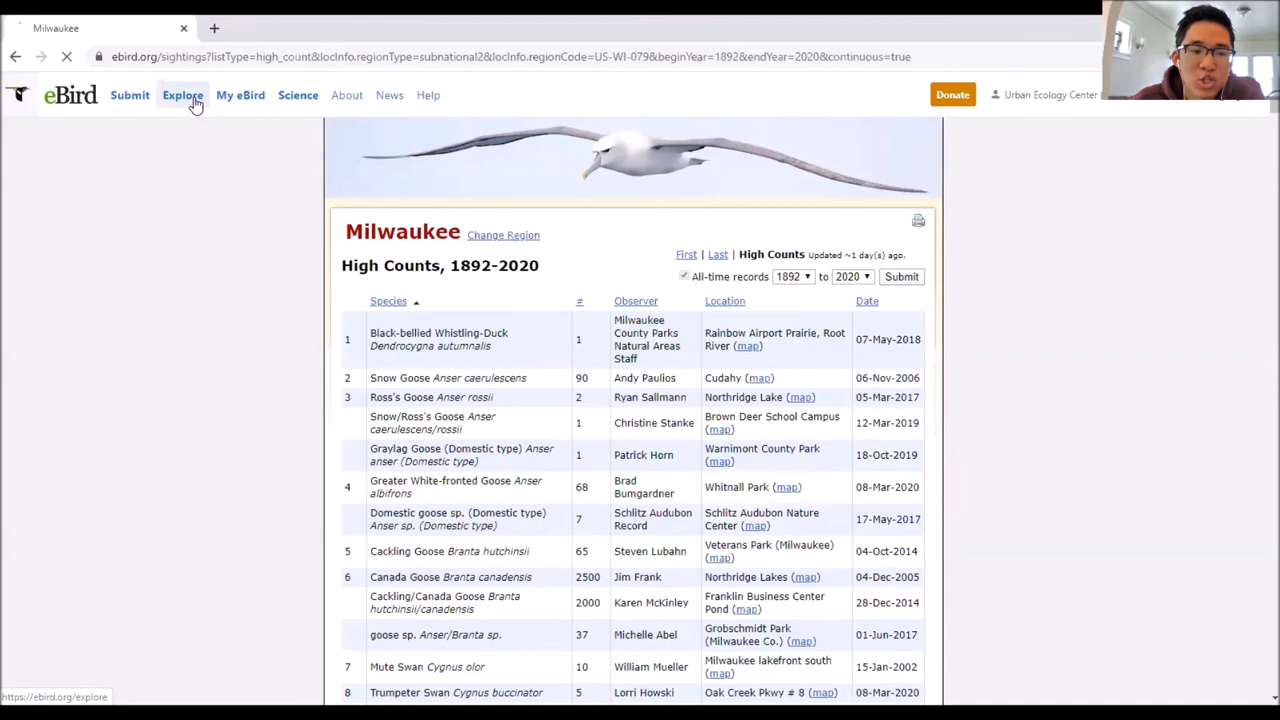 Milwaukee
ebird.org/sightings?listType=high_count&locInfo.regionType=subnational2&locInfo.regionCode=US-WI-079&beginYear=1892&endYear=2020&continuous=true
eBird Submit Explore My eBird Science About News Help Donate Urban Ecology Center
Milwaukee Change Region
First | Last | High Counts Updated ~1 day(s) ago.
High Counts, 1892-2020
All-time records 1892 to 2020 Submit
Species # Observer Location Date
1 Black-bellied Whistling-Duck Dendrocygna autumnalis 1 Milwaukee County Parks Natural Areas Staff Rainbow Airport Prairie, Root River (map) 07-May-2018
2 Snow Goose Anser caerulescens 90 Andy Paulios Cudahy (map) 06-Nov-2006
3 Ross's Goose Anser rossii 2 Ryan Sallmann Northridge Lake (map) 05-Mar-2017
Snow/Ross's Goose Anser caerulescens/rossii 1 Christine Stanke Brown Deer School Campus (map) 12-Mar-2019
Graylag Goose (Domestic type) Anser anser (Domestic type) 1 Patrick Horn Warnimont County Park (map) 18-Oct-2019
4 Greater White-fronted Goose Anser albifrons 68 Brad Bumgardner Whitnall Park (map) 08-Mar-2020
Domestic goose sp. (Domestic type) Anser sp. (Domestic type) 7 Schlitz Audubon Record Schlitz Audubon Nature Center (map) 17-May-2017
5 Cackling Goose Branta hutchinsii 65 Steven Lubahn Veterans Park (Milwaukee) (map) 04-Oct-2014
6 Canada Goose Branta canadensis 2500 Jim Frank Northridge Lakes (map) 04-Dec-2005
Cackling/Canada Goose Branta hutchinsii/canadensis 2000 Karen McKinley Franklin Business Center Pond (map) 28-Dec-2014
goose sp. Anser/Branta sp. 37 Michelle Abel Grobschmidt Park (Milwaukee Co.) (map) 01-Jun-2017
7 Mute Swan Cygnus olor 10 William Mueller Milwaukee lakefront south (map) 15-Jan-2002
8 Trumpeter Swan Cygnus buccinator 5 Lorri Howski Oak Creek Pkwy # 8 (map) 08-Mar-2020
https://ebird.org/explore